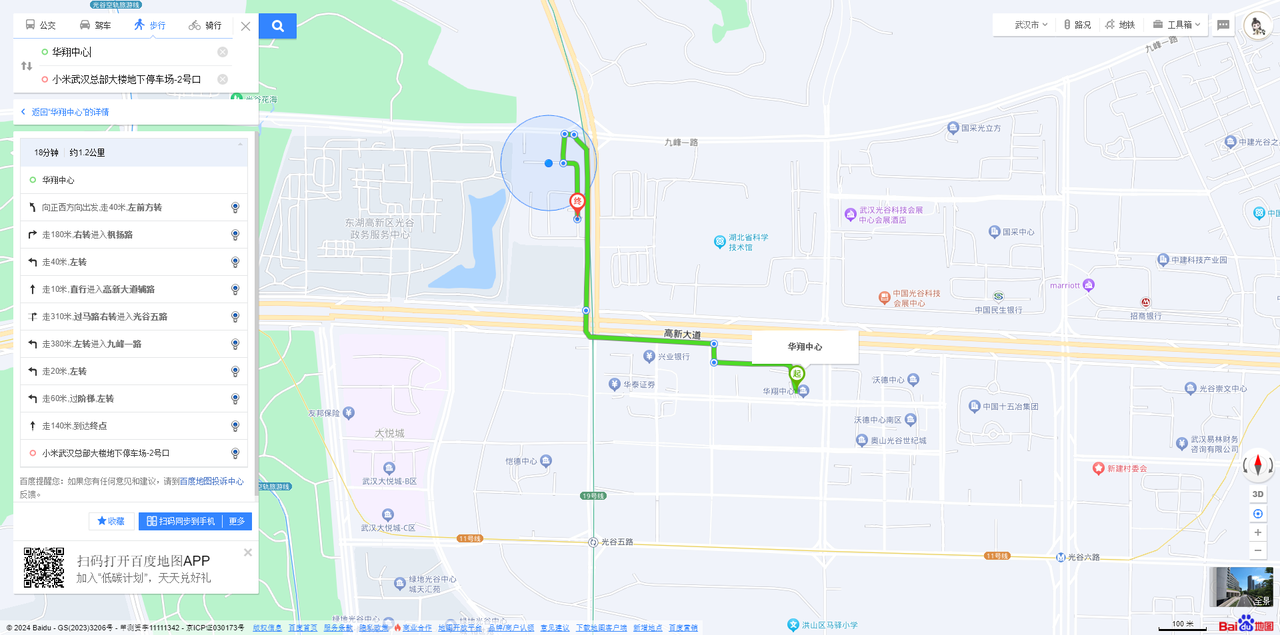 光谷空轨旅游线
公交
驾车
步行
骑行
华翔中心
小米武汉总部大楼地下停车场-2号口
返回"华翔中心"的详情
18分钟 约1.2公里
华翔中心
向正西方向出发,走40米,左前方转
走180米,右转进入帆扬路
走40米,左转
走10米,直行进入高新大道辅路
走310米,过马路右转进入光谷五路
走380米,左转进入九峰一路
走20米,左转
走60米,过阶梯,左转
走140米,到达终点
小米武汉总部大楼地下停车场-2号口
百度提醒您：如果您有任意见和建议，请到百度地图投诉中心
反馈。
收藏
扫码同步到手机
更多
扫码打开百度地图APP
加入"低碳计划"，天天兑好礼
武汉市
路况
地铁
工具箱
九峰一路
光谷花海
九峰一路
国采光立方
中建光谷之
东湖高新区光谷
政务服务中心
终
湖北省科学
技术馆
武汉光谷科技会展
中心会展酒店
国采中心
中国
中建科技产业园
marriott
中国光谷科技
会展中心
中国民生银行
招商银行
高新大道
华翔中心
兴业银行
起
华翔中心
华泰证券
沃德中心
沃德中心南区
奥山光谷世纪城
中国十五冶集团
光谷崇文中心
武汉易林财务
咨询有限公司
新建村委会
友邦保险
大悦城
武汉大悦城-B区
恺德中心
空轨旅游线
19号线
武汉大悦城-C区
11号线
光谷五路
11号线
光谷六路
绿地光谷中心
城天汇苑
绿地光谷中心
洪山区马驿小学
3D
全景
100 米
Bai 地图
© 2024 Baidu - GS(2023)3206号 - 甲测资字11111342 - 京ICP证030173号
版权信息
百度首页
服务条款
隐私政策
商业合作
地图开放平台
品牌/商户认领
意见建议
下载地图客户端
新增地点
百度营销